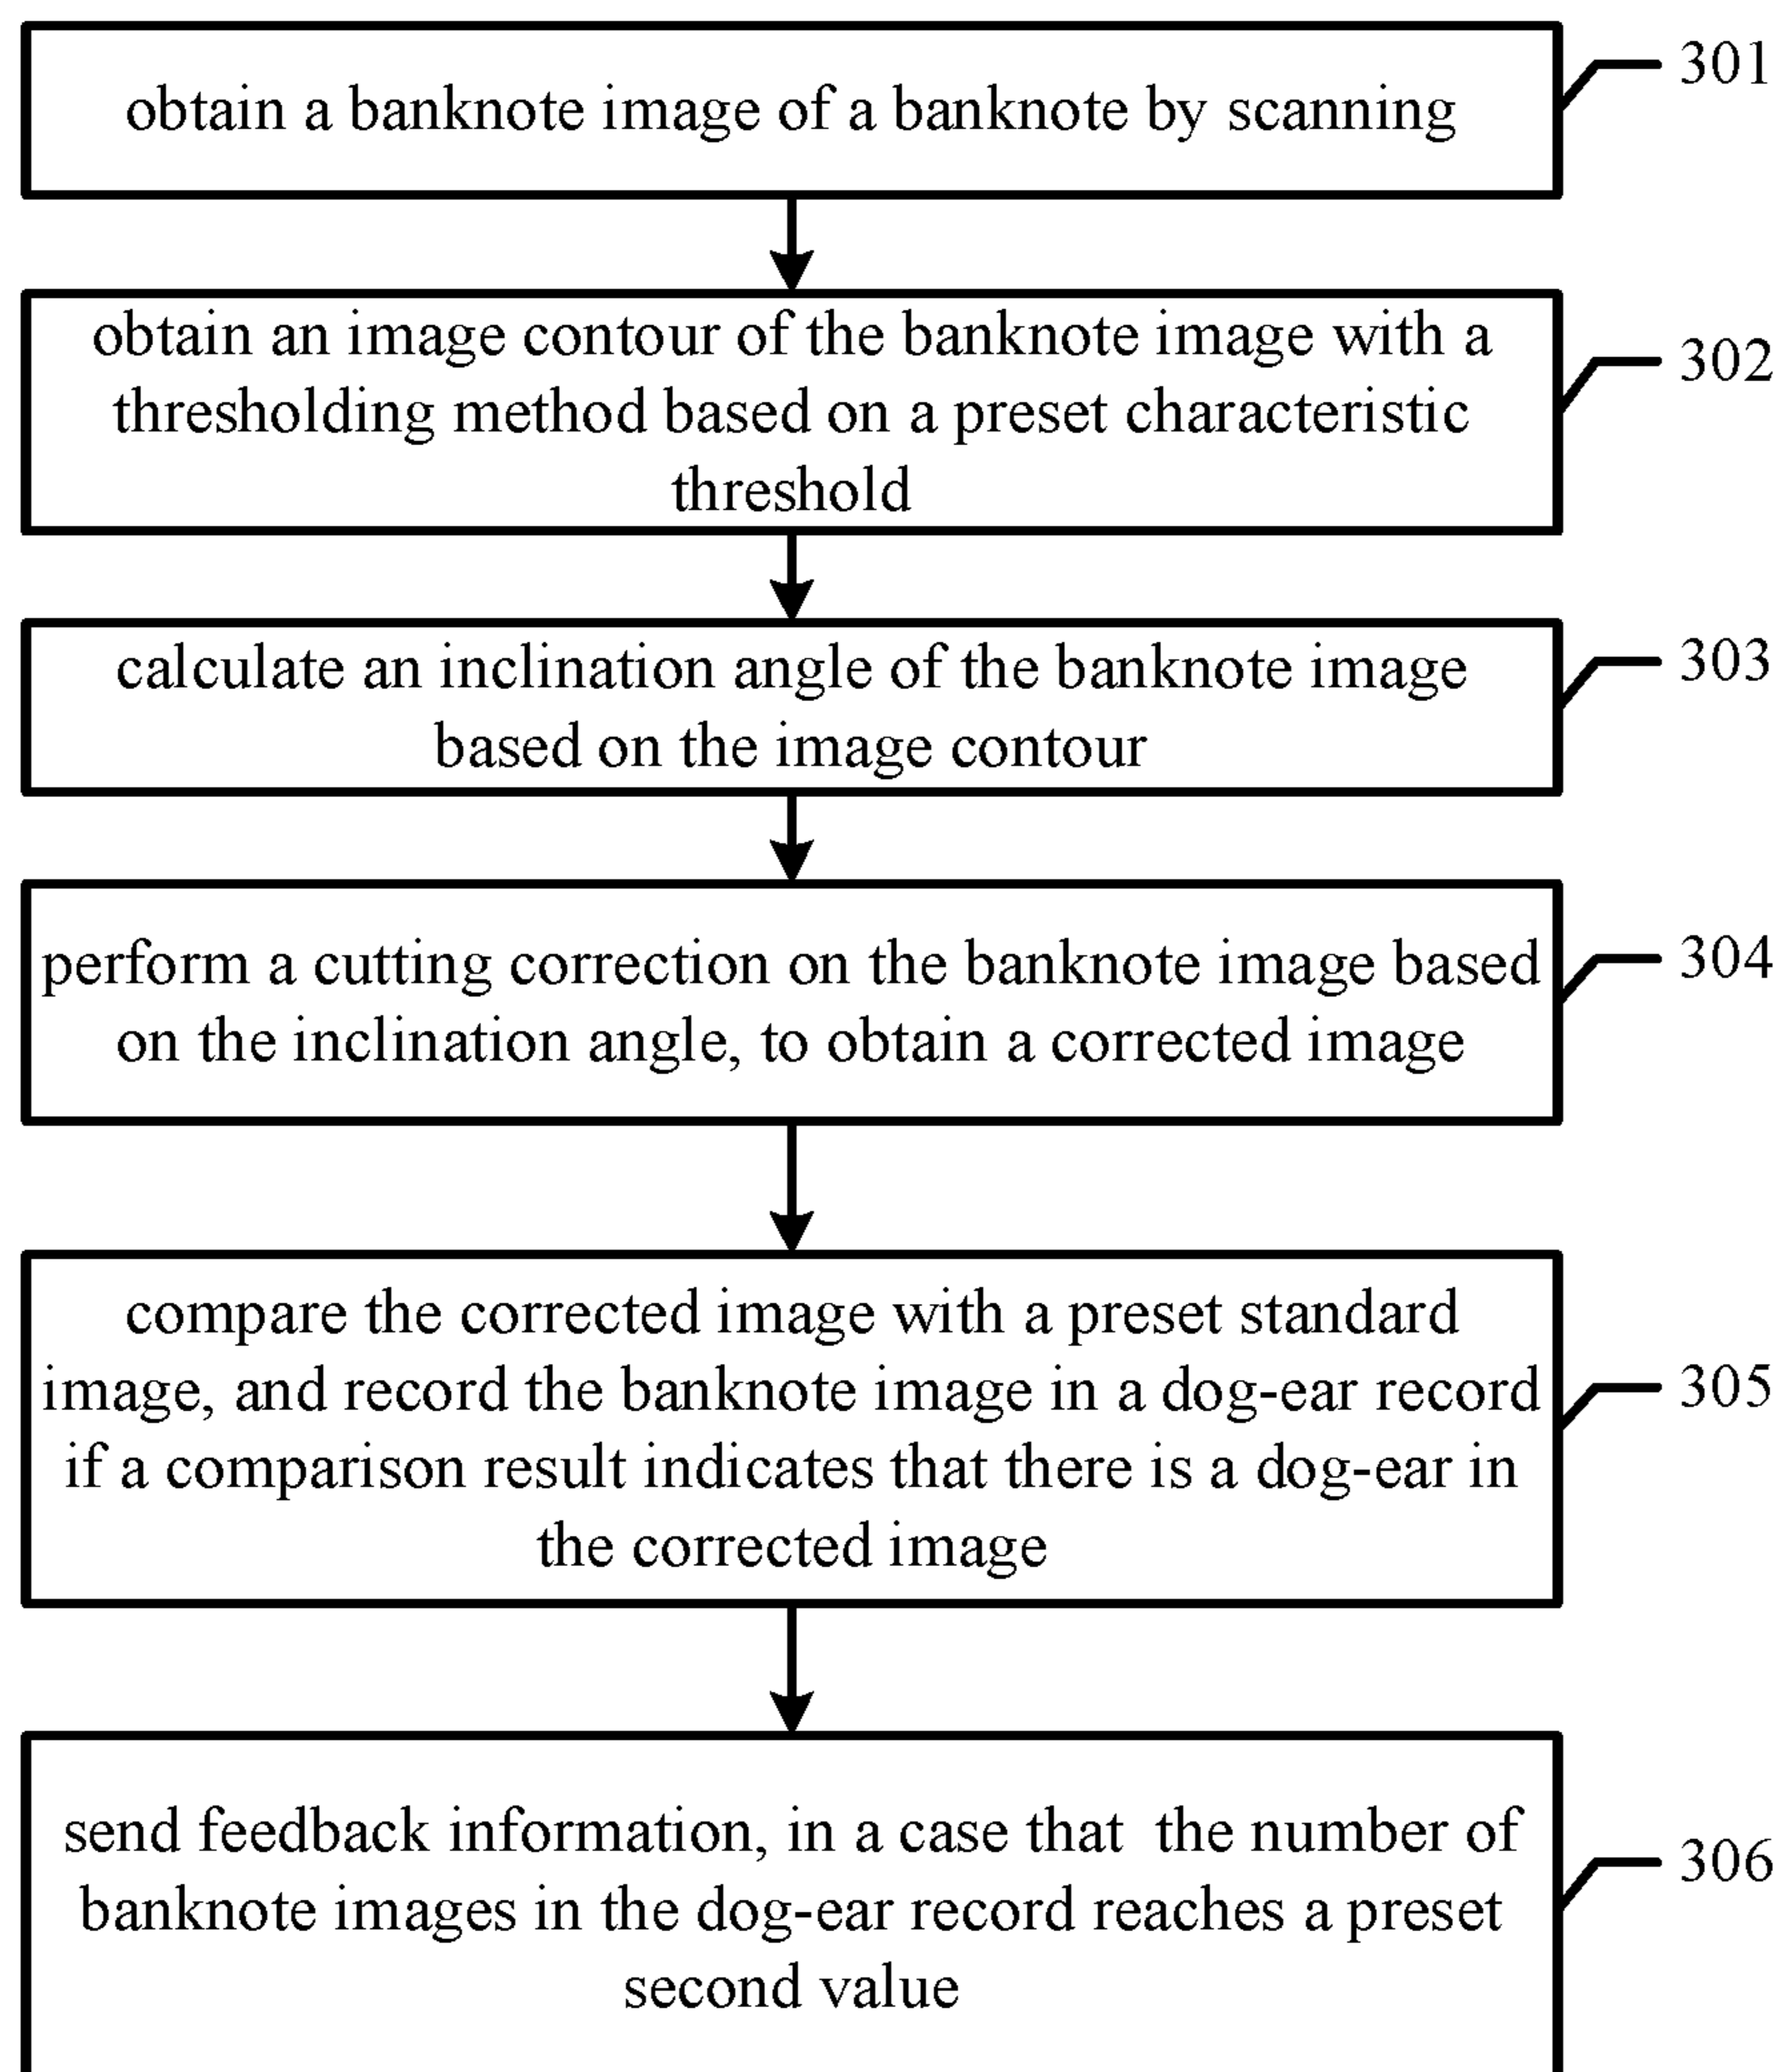 obtain a banknote image of a banknote by scanning
301
obtain an image contour of the banknote image with a
thresholding method based on a preset characteristic
threshold
302
calculate an inclination angle of the banknote image
based on the image contour
303
perform a cutting correction on the banknote image based
on the inclination angle, to obtain a corrected image
304
compare the corrected image with a preset standard
image, and record the banknote image in a dog-ear record
if a comparison result indicates that there is a dog-ear in
the corrected image
305
send feedback information, in a case that the number of
banknote images in the dog-ear record reaches a preset
second value
306